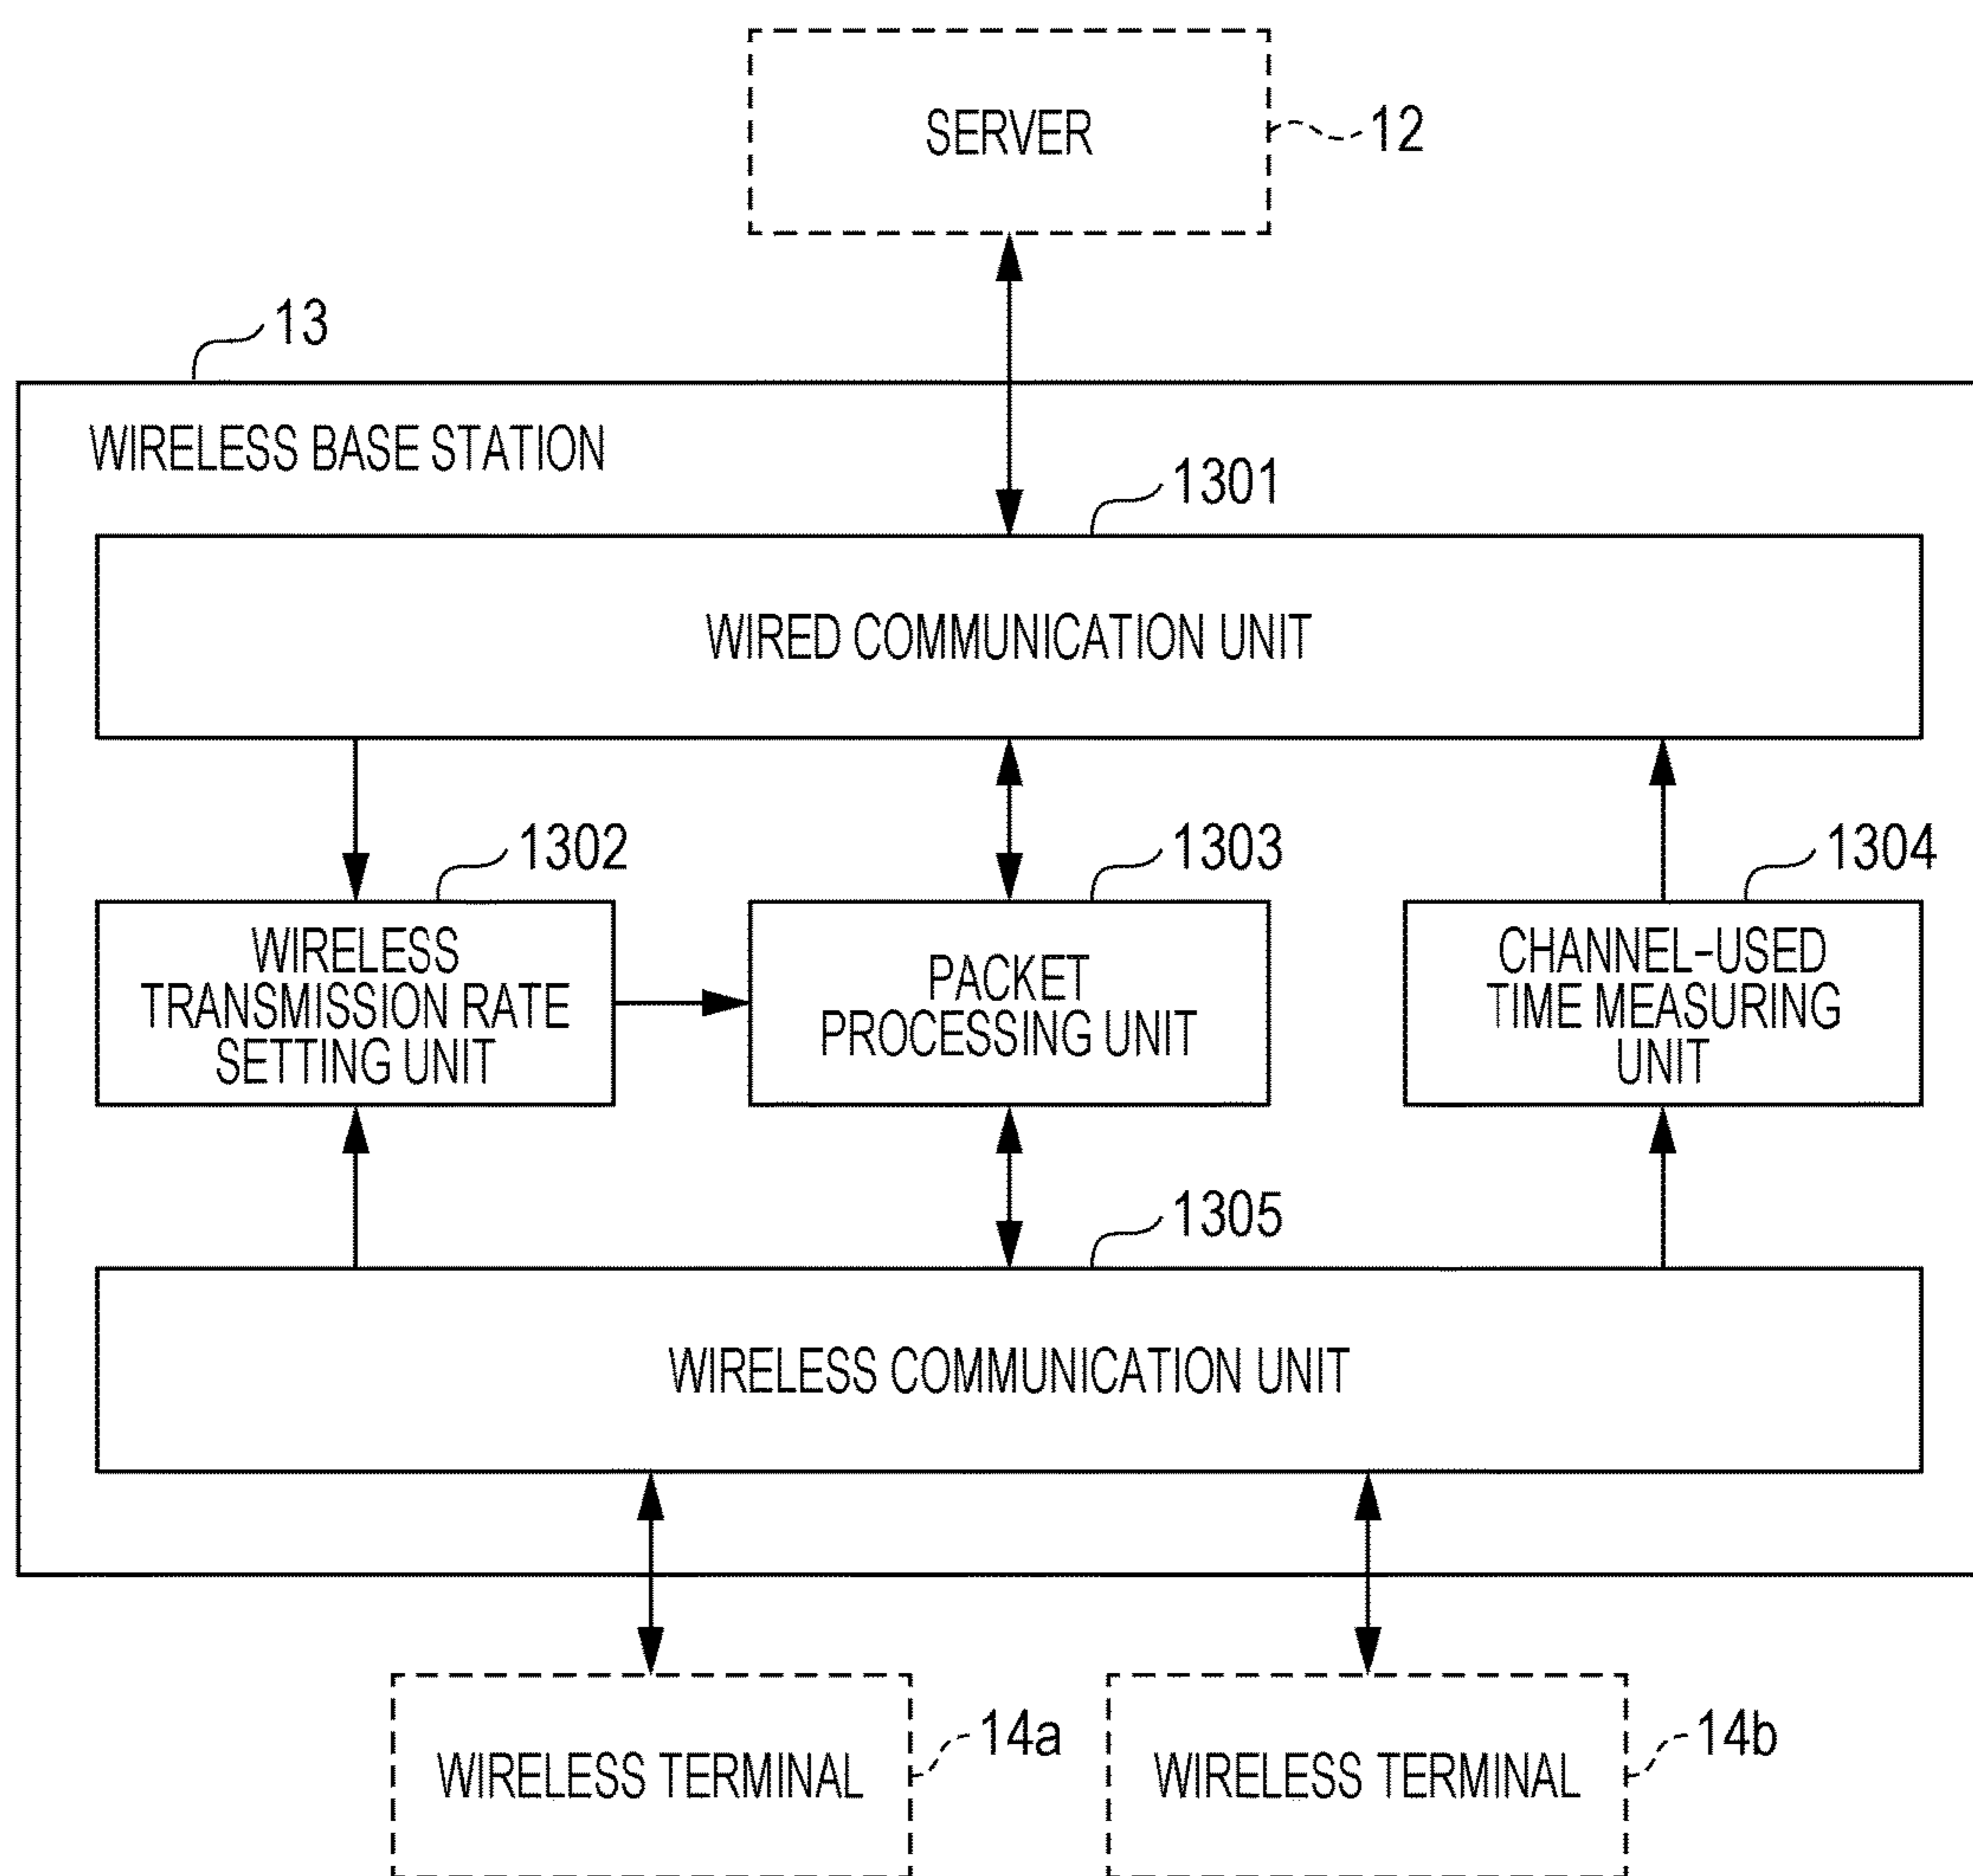 SERVER
12
13
WIRELESS BASE STATION
1301
WIRED COMMUNICATION UNIT
1302
1303
1304
WIRELESS
TRANSMISSION RATE
SETTING UNIT
PACKET
PROCESSING UNIT
CHANNEL-USED
TIME MEASURING
UNIT
1305
WIRELESS COMMUNICATION UNIT
14a
14b
WIRELESS TERMINAL
WIRELESS TERMINAL